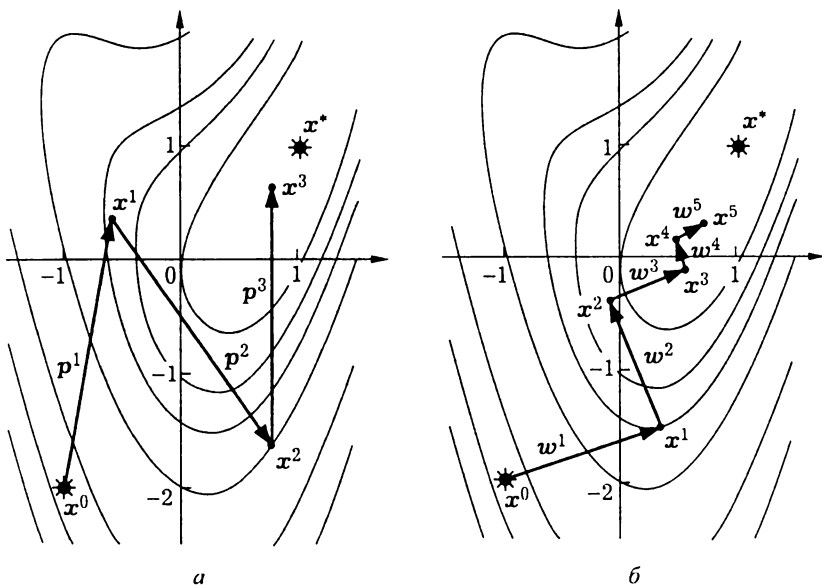 x*
1
x¹
x³
-1
0
1
p³
p¹
p²
-1
x²
x⁰
-2
а
x*
1
w⁵
x⁵
x⁴
w⁴
-1
0
w³
1
x³
x²
w²
-1
w¹
x¹
x⁰
-2
б